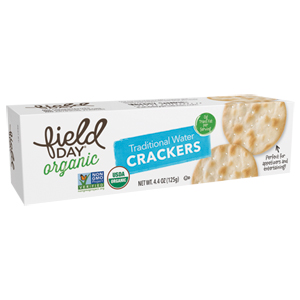 field
DAY
organic
Traditional Water
CRACKERS
NON
GMO
VERIFIED
USDA
ORGANIC
NET WT. 4.4 OZ (125g)
Perfect for
appetizers and
entertaining!